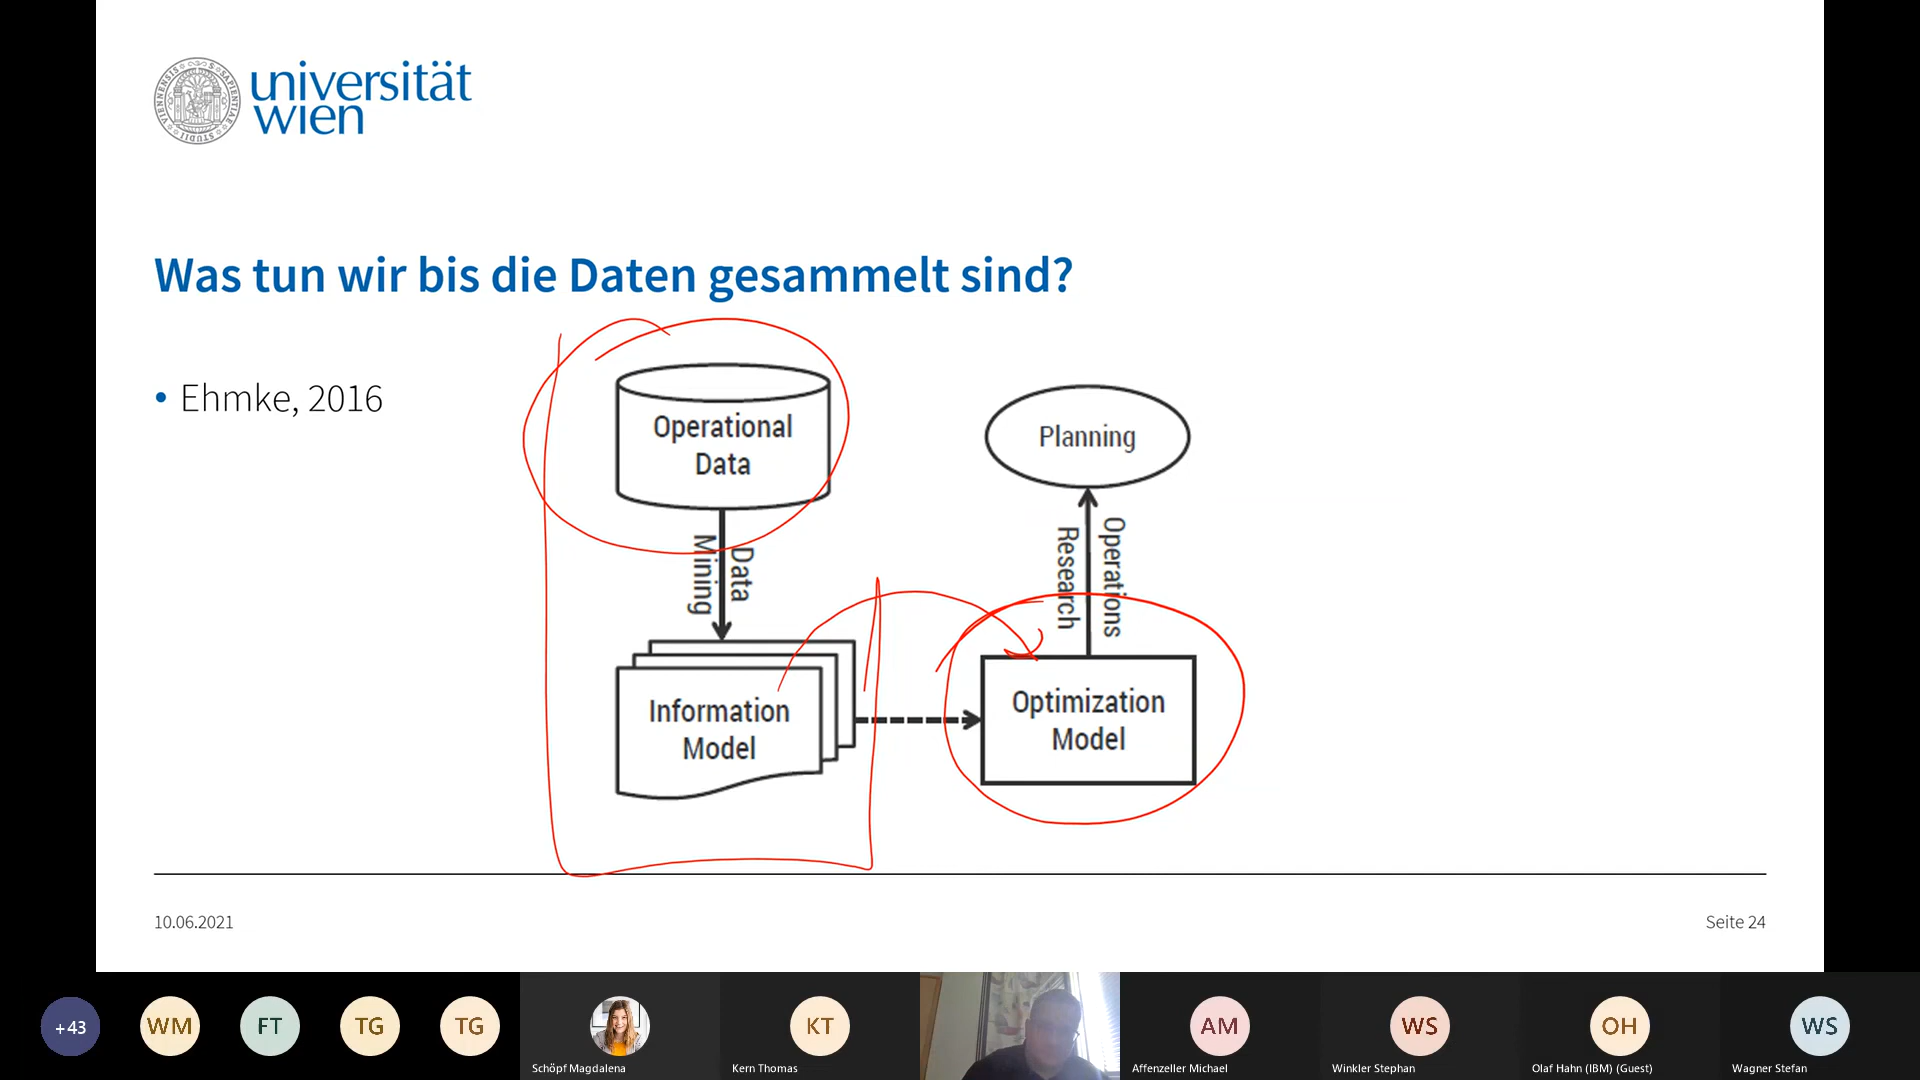 universität
wien
Was tun wir bis die Daten gesammelt sind?
• Ehmke, 2016
Operational
Data
Data
Mining
Information
Model
Planning
Operations
Research
Optimization
Model
10.06.2021
Seite 24
+43
WM
FT
TG
TG
KT
AM
WS
OH
WS
Schöpf Magdalena
Kern Thomas
Affenzeller Michael
Winkler Stephan
Olaf Hahn (IBM) (Guest)
Wagner Stefan